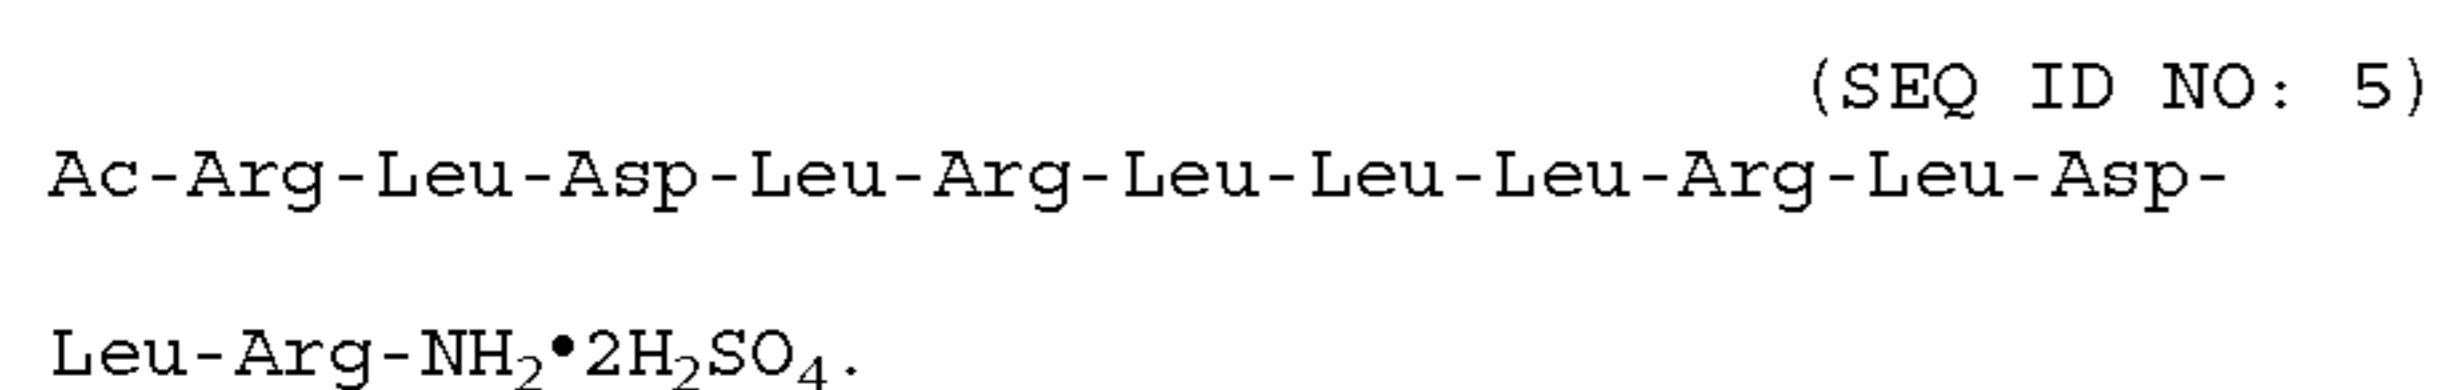 (SEQ ID NO: 5)
Ac-Arg-Leu-Asp-Leu-Arg-Leu-Leu-Leu-Arg-Leu-Asp-
Leu-Arg-NH₂•2H₂SO₄.